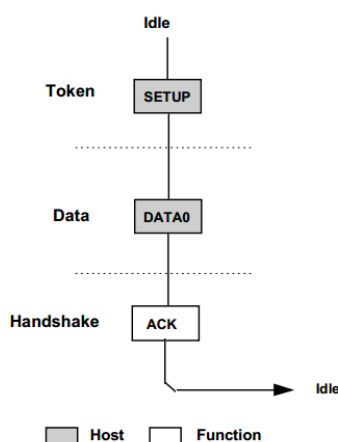 Idle
Token
SETUP
Data
DATA0
Handshake
ACK
Idle
Host
Function